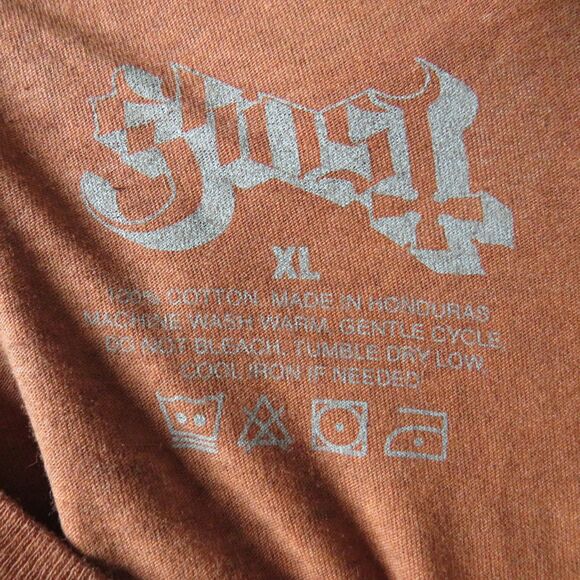 Ghost
XL
100% COTTON. MADE IN HONDURAS
MACHINE WASH WARM, GENTLE CYCLE
DO NOT BLEACH. TUMBLE DRY LOW
COOL IRON IF NEEDED